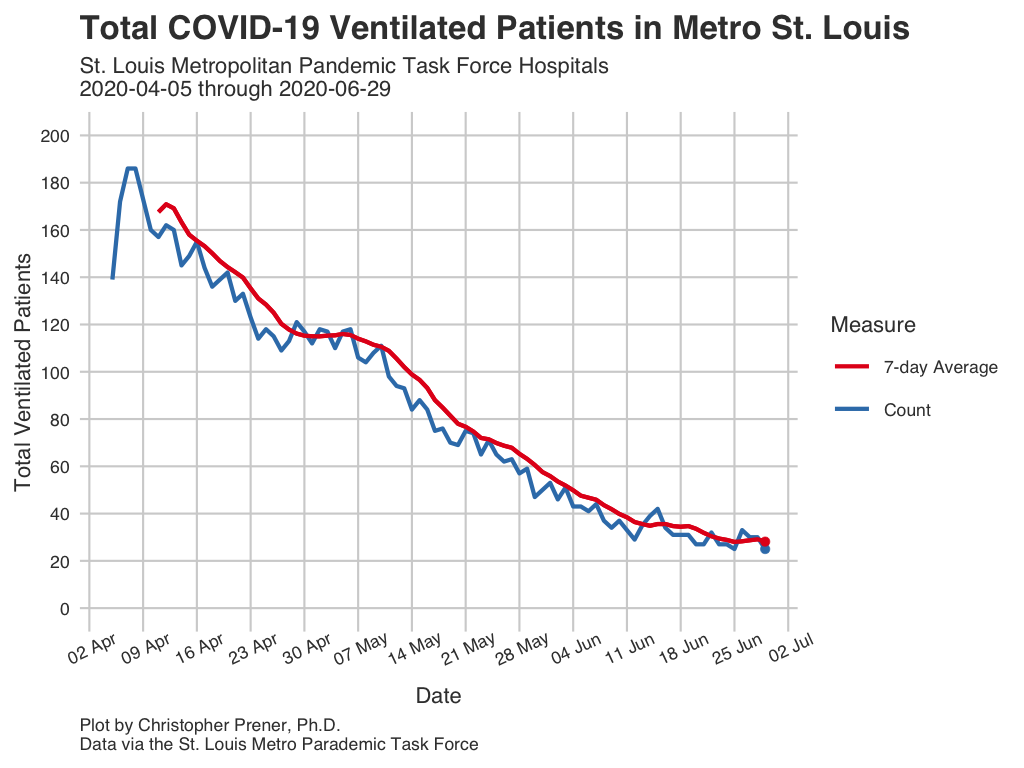 Total COVID-19 Ventilated Patients in Metro St. Louis
St. Louis Metropolitan Pandemic Task Force Hospitals
2020-04-05 through 2020-06-29
Total Ventilated Patients
200
180
160
140
120
100
80
60
40
20
0
02 Apr
09 Apr
16 Apr
23 Apr
30 Apr
07 May
14 May
21 May
28 May
04 Jun
11 Jun
18 Jun
25 Jun
02 Jul
Date
Measure
7-day Average
Count
Plot by Christopher Prener, Ph.D.
Data via the St. Louis Metro Parademic Task Force